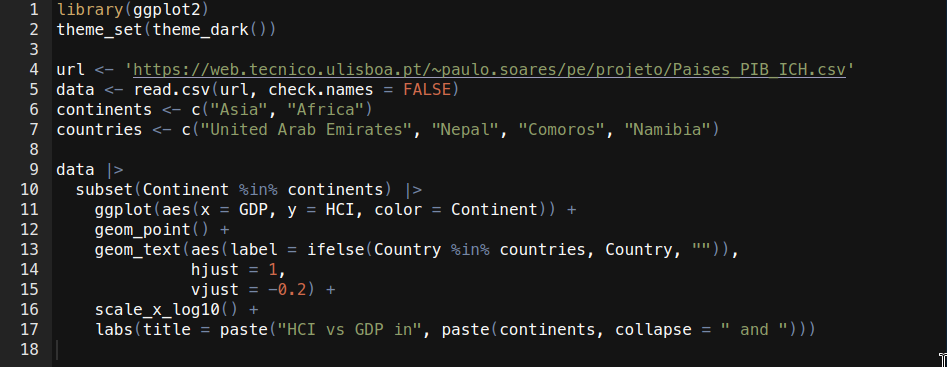 1 library(ggplot2)
2 theme_set(theme_dark())
3
4 url <- 'https://web.tecnico.ulisboa.pt/~paulo.soares/pe/projeto/Paises_PIB_ICH.csv'
5 data <- read.csv(url, check.names = FALSE)
6 continents <- c("Asia", "Africa")
7 countries <- c("United Arab Emirates", "Nepal", "Comoros", "Namibia")
8
9 data |>
10   subset(Continent %in% continents) |>
11     ggplot(aes(x = GDP, y = HCI, color = Continent)) +
12     geom_point() +
13     geom_text(aes(label = ifelse(Country %in% countries, Country, "")),
14               hjust = 1,
15               vjust = -0.2) +
16     scale_x_log10() +
17     labs(title = paste("HCI vs GDP in", paste(continents, collapse = " and ")))
18